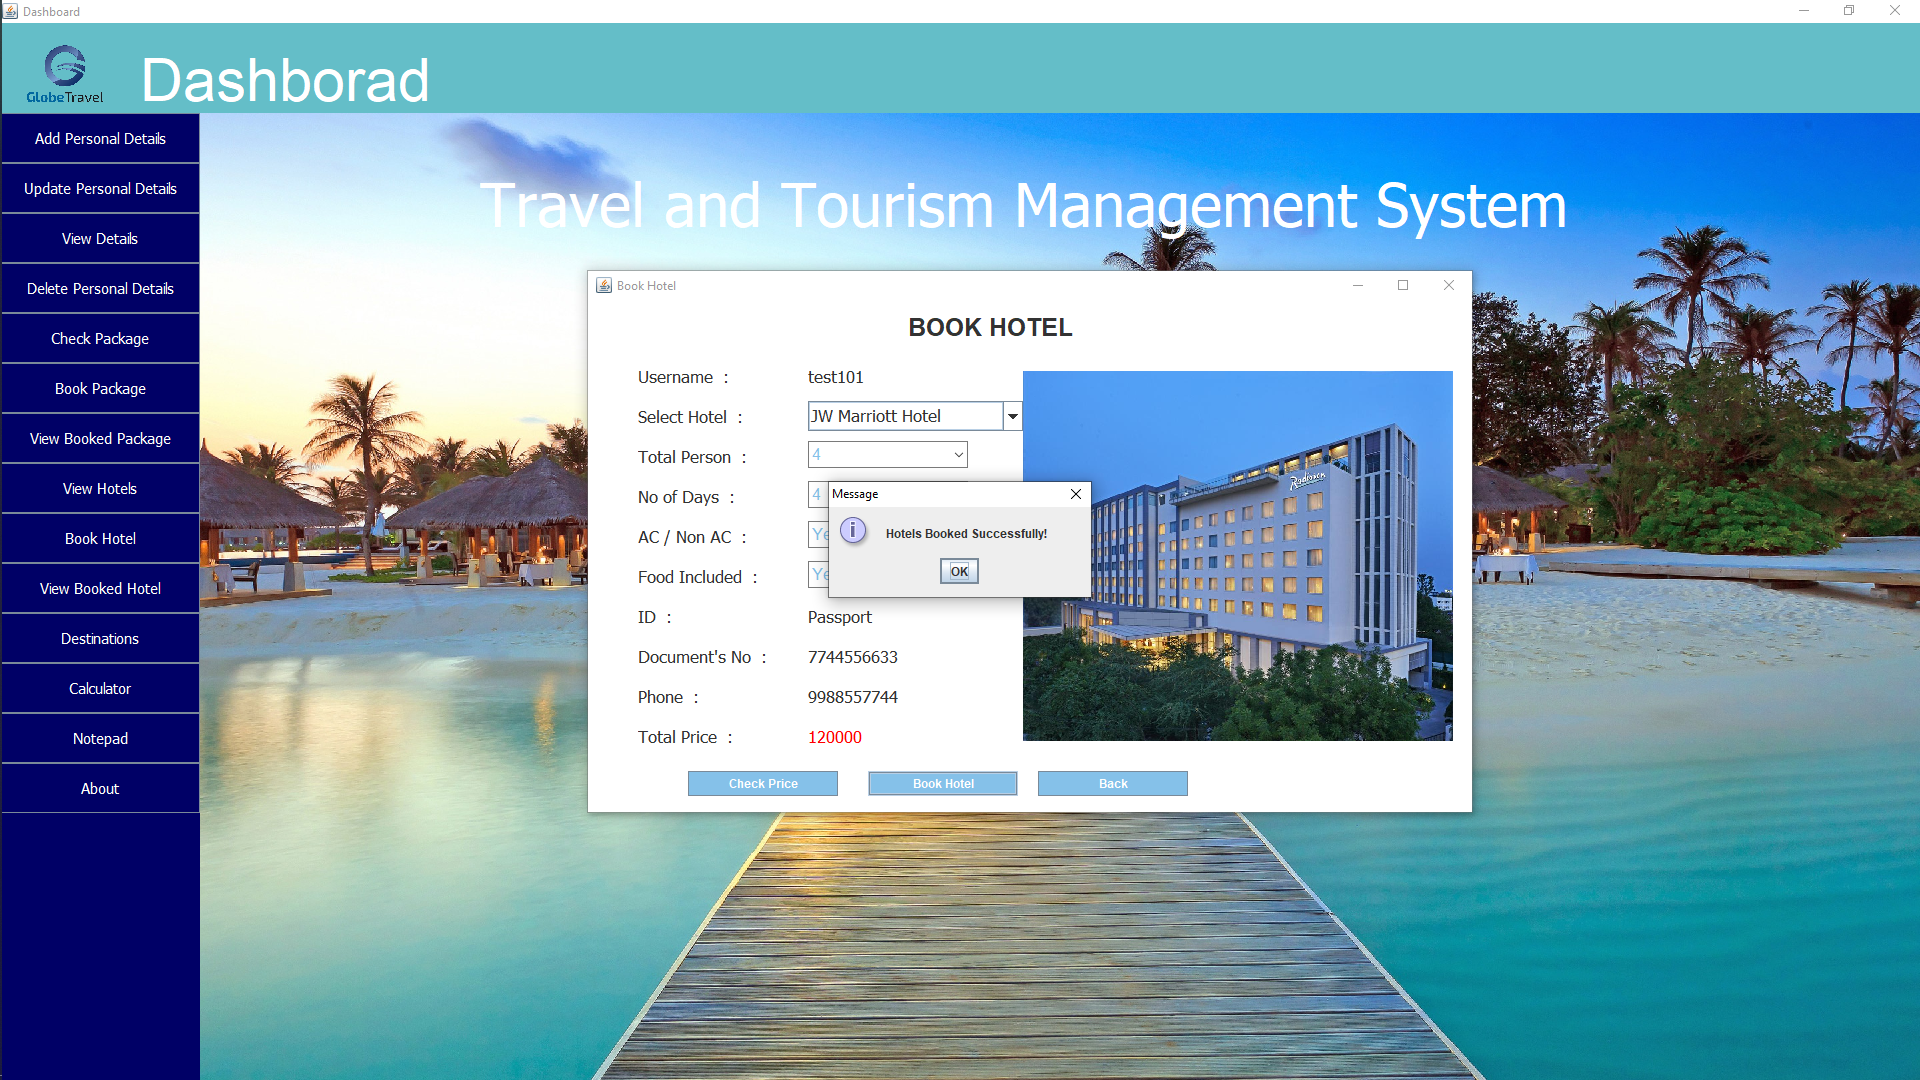 Dashboard
GlobeTravel
Dashborad
Add Personal Details
Update Personal Details
View Details
Delete Personal Details
Check Package
Book Package
View Booked Package
View Hotels
Book Hotel
View Booked Hotel
Destinations
Calculator
Notepad
About
Travel and Tourism Management System
Book Hotel
BOOK HOTEL
Username :
test101
Select Hotel :
JW Marriott Hotel
Total Person :
4
No of Days :
4
AC / Non AC :
Ye
Food Included :
Ye
ID :
Passport
Document's No :
7744556633
Phone :
9988557744
Total Price :
120000
Check Price
Book Hotel
Back
Radisson
Message
Hotels Booked Successfully!
OK